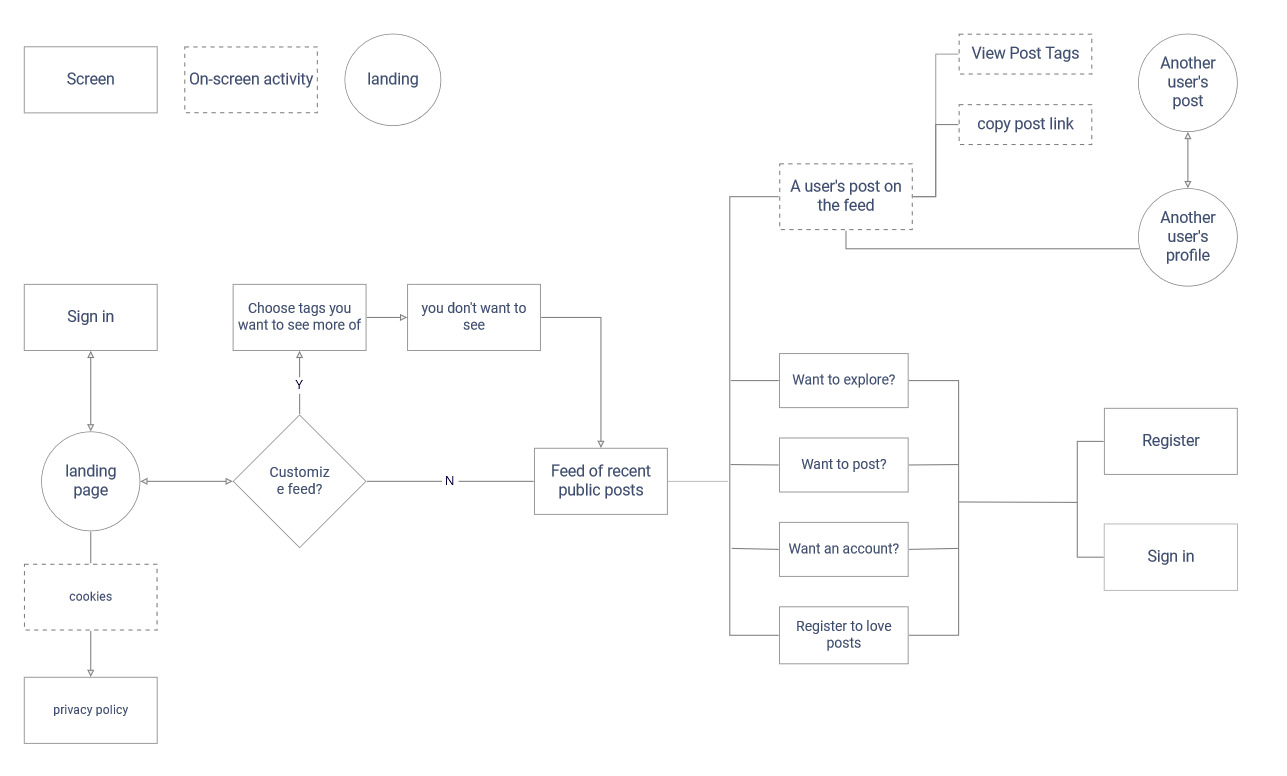 Screen
On-screen activity
landing
View Post Tags
copy post link
Another
user's
post
A user's post on
the feed
Another
user's
profile
Sign in
Choose tags you
want to see more of
you don't want to
see
Y
Want to explore?
landing
page
Customiz
e feed?
N
Feed of recent
public posts
Want to post?
Register
Want an account?
Sign in
cookies
Register to love
posts
privacy policy